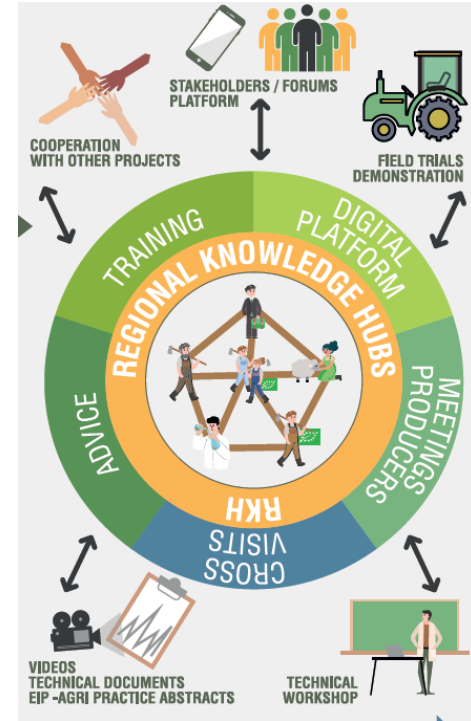 STAKEHOLDERS / FORUMS
PLATFORM
COOPERATION
WITH OTHER PROJECTS
FIELD TRIALS
DEMONSTRATION
TRAINING
DIGITAL
PLATFORM
REGIONAL KNOWLEDGE HUBS
RKH
ADVICE
MEETINGS
PRODUCERS
CROSS
VISITS
VIDEOS
TECHNICAL DOCUMENTS
EIP -AGRI PRACTICE ABSTRACTS
TECHNICAL
WORKSHOP